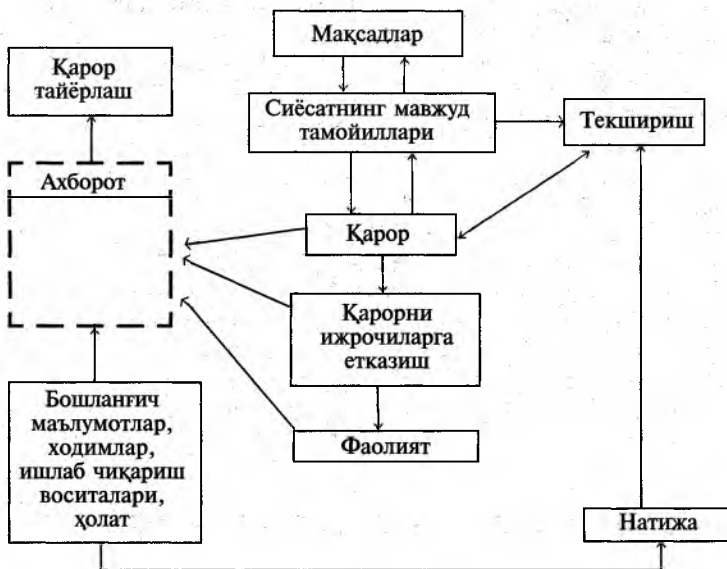 Мақсадлар
Қарор
тайёрлаш
Сиёсатнинг мавжуд
тамойиллари
Текшириш
Ахборот
Қарор
Қарорни
ижрочиларга
етказиш
Бошланғич
маълумотлар,
ходимлар,
ишлаб чиқариш
воситалари,
ҳолат
Фаолият
Натижа